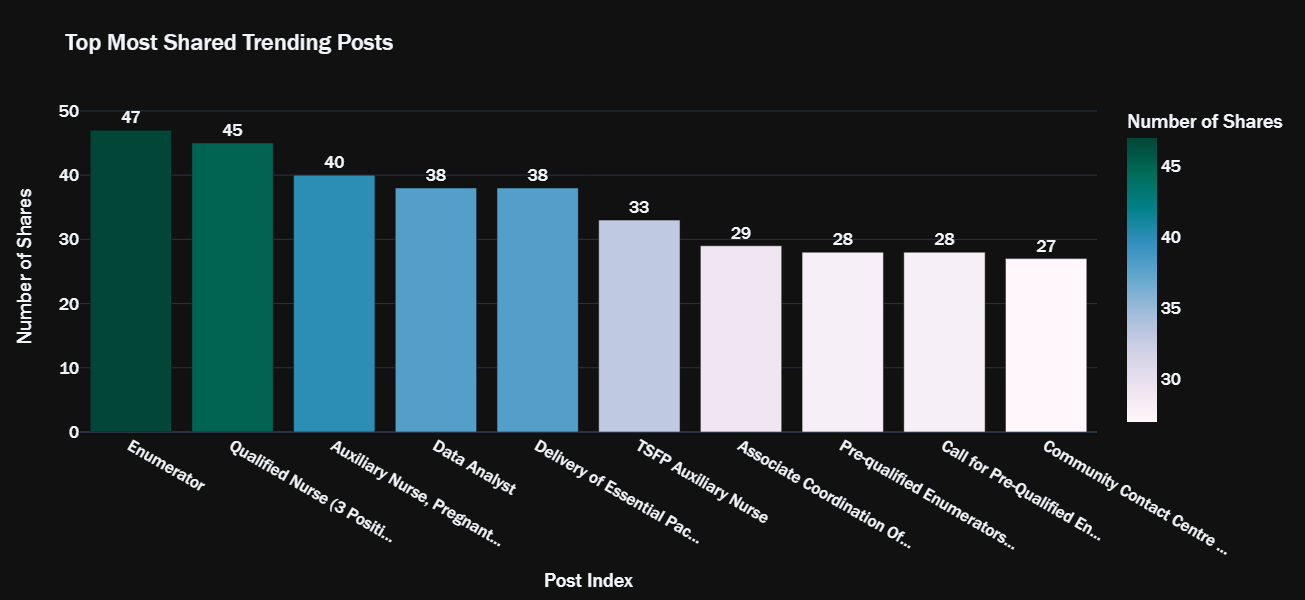 Top Most Shared Trending Posts
Number of Shares
50
40
30
20
10
0
47
45
40
38
38
33
29
28
28
27
Enumerator
Qualified Nurse (3 Positi...
Auxiliary Nurse, Pregnant...
Data Analyst
Delivery of Essential Pac...
TSFP Auxiliary Nurse
Associate Coordination Of...
Pre-qualified Enumerators...
Call for Pre-Qualified En...
Community Contact Centre ...
Post Index
Number of Shares
45
40
35
30